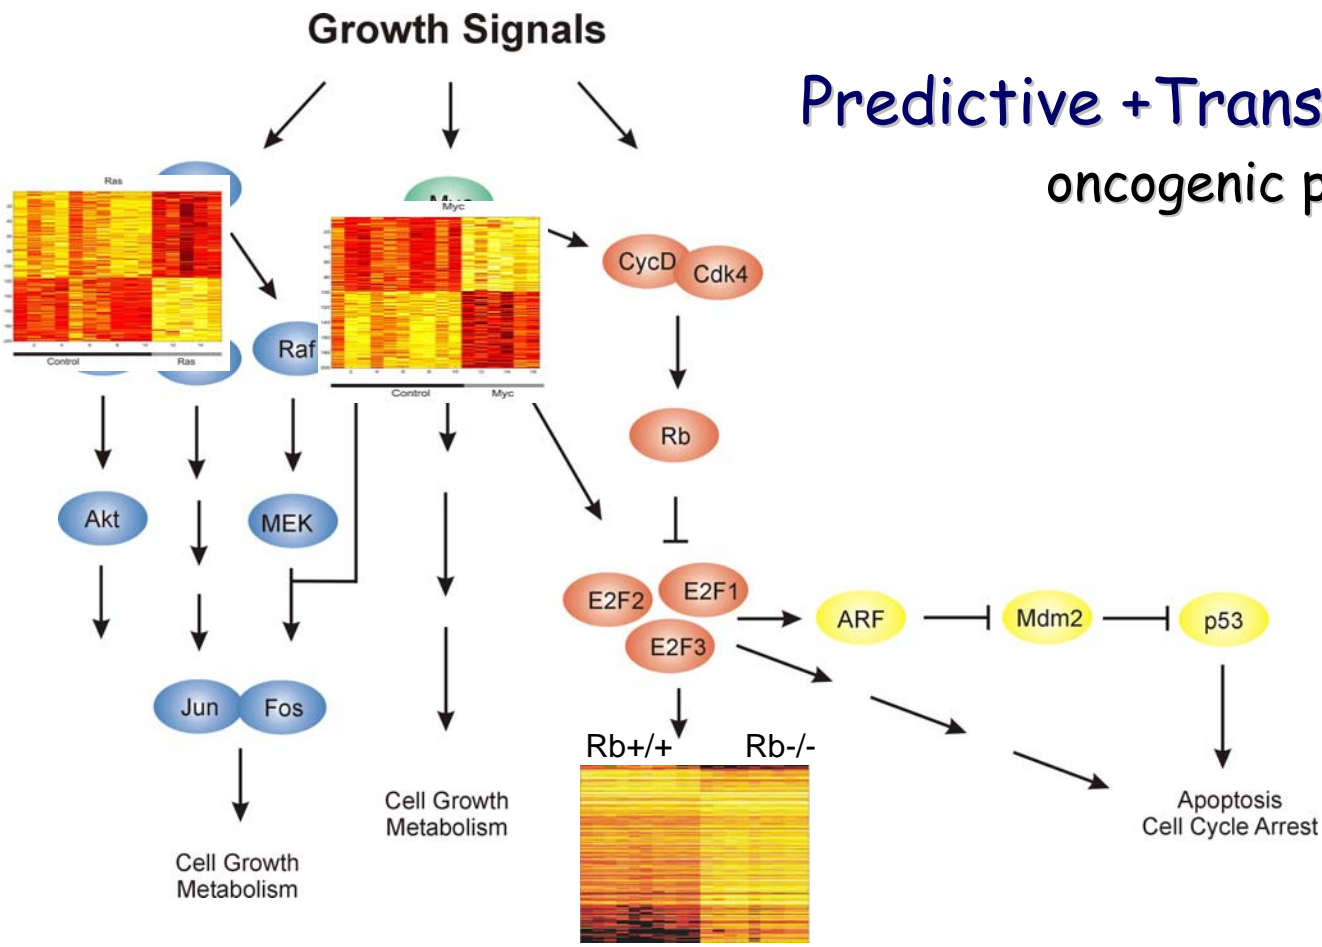 Growth Signals
Predictive +Trans
oncogenic p
Ras
Myc
CycD
Cdk4
Raf
Control
Ras
Control
Myc
Rb
Akt
MEK
E2F2
E2F1
E2F3
ARF
Mdm2
p53
Jun
Fos
Rb+/+
Rb-/-
Cell Growth
Metabolism
Cell Growth
Metabolism
Apoptosis
Cell Cycle Arrest